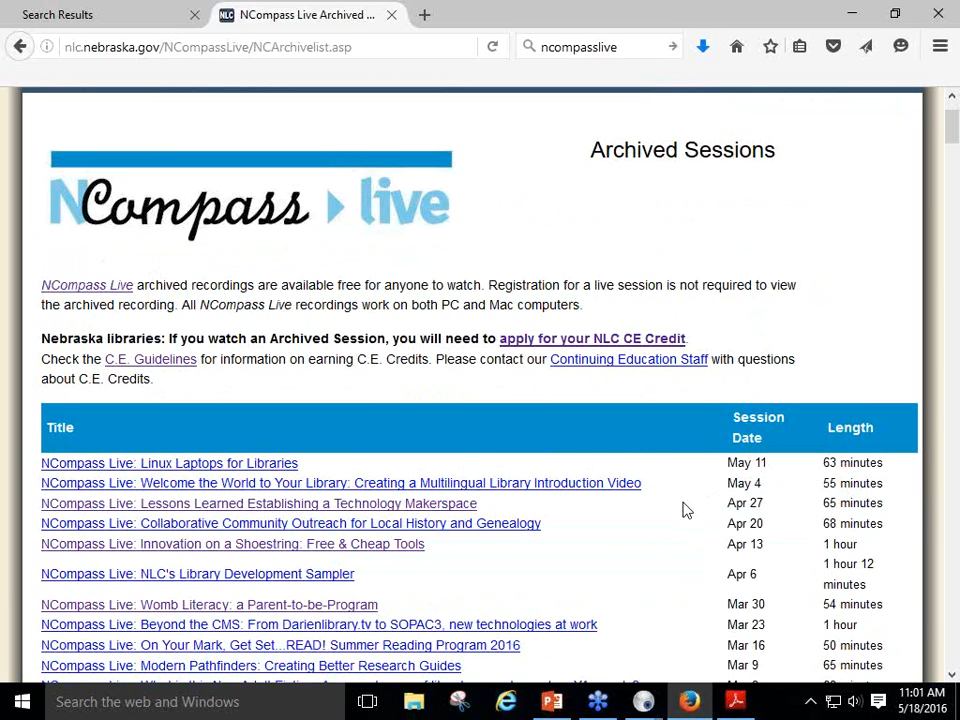 Search Results
NCompass Live Archived ...
nlc.nebraska.gov/NCompassLive/NCArchivelist.asp
ncompasslive
NCompass live
Archived Sessions
NCompass Live archived recordings are available free for anyone to watch. Registration for a live session is not required to view
the archived recording. All NCompass Live recordings work on both PC and Mac computers.
Nebraska libraries: If you watch an Archived Session, you will need to apply for your NLC CE Credit.
Check the C.E. Guidelines for information on earning C.E. Credits. Please contact our Continuing Education Staff with questions
about C.E. Credits.
Title Session Date Length
NCompass Live: Linux Laptops for Libraries May 11 63 minutes
NCompass Live: Welcome the World to Your Library: Creating a Multilingual Library Introduction Video May 4 55 minutes
NCompass Live: Lessons Learned Establishing a Technology Makerspace Apr 27 65 minutes
NCompass Live: Collaborative Community Outreach for Local History and Genealogy Apr 20 68 minutes
NCompass Live: Innovation on a Shoestring: Free & Cheap Tools Apr 13 1 hour
NCompass Live: NLC's Library Development Sampler Apr 6 1 hour 12 minutes
NCompass Live: Womb Literacy: a Parent-to-be-Program Mar 30 54 minutes
NCompass Live: Beyond the CMS: From Darienlibrary.tv to SOPAC3, new technologies at work Mar 23 1 hour
NCompass Live: On Your Mark, Get Set...READ! Summer Reading Program 2016 Mar 16 50 minutes
NCompass Live: Modern Pathfinders: Creating Better Research Guides Mar 9 65 minutes
Search the web and Windows
11:01 AM
5/18/2016